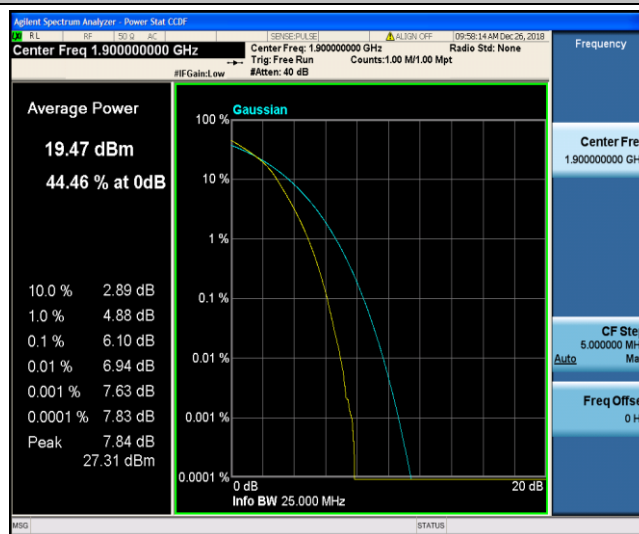 Agilent Spectrum Analyzer - Power Stat CCDF
RL RF 50 Ω AC SENSE:PULSE ALIGN OFF 09:58:14 AM Dec 26, 2018
Center Freq 1.900000000 GHz
Center Freq: 1.900000000 GHz Radio Std: None
Trig: Free Run Counts:1.00 M/1.00 Mpt
#IFGain:Low #Atten: 40 dB
Frequency
Average Power
19.47 dBm
44.46 % at 0dB
10.0 % 2.89 dB
1.0 % 4.88 dB
0.1 % 6.10 dB
0.01 % 6.94 dB
0.001 % 7.63 dB
0.0001 % 7.83 dB
Peak 7.84 dB
27.31 dBm
Gaussian
100 %
10 %
1 %
0.1 %
0.01 %
0.001 %
0.0001 %
0 dB 20 dB
Info BW 25.000 MHz
Center Fre
1.900000000 GH
CF Ste
5.000000 MH
Auto Ma
Freq Offse
0 H
MSG STATUS